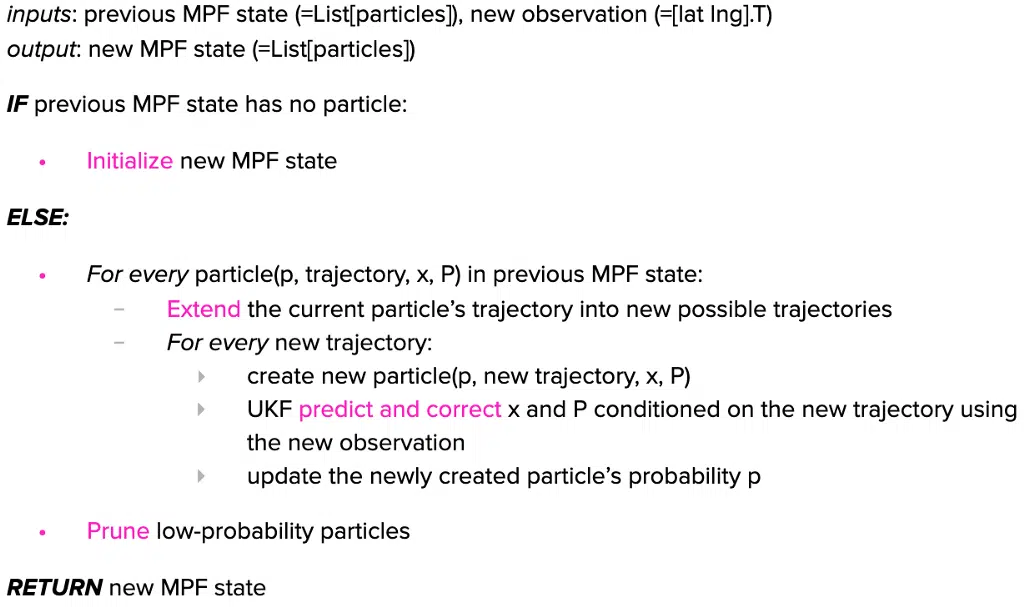 inputs: previous MPF state (=List[particles]), new observation (=[lat lng].T)
output: new MPF state (=List[particles])
IF previous MPF state has no particle:
• Initialize new MPF state
ELSE:
• For every particle(p, trajectory, x, P) in previous MPF state:
– Extend the current particle’s trajectory into new possible trajectories
– For every new trajectory:
‣ create new particle(p, new trajectory, x, P)
‣ UKF predict and correct x and P conditioned on the new trajectory using
the new observation
‣ update the newly created particle’s probability p
• Prune low-probability particles
RETURN new MPF state